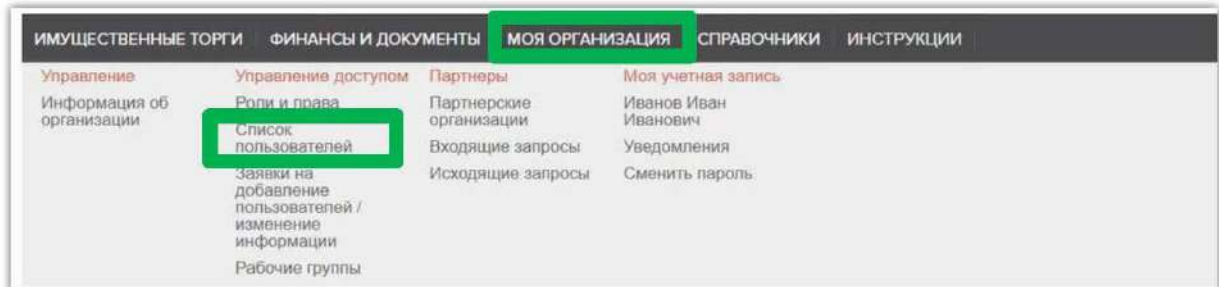 ИМУЩЕСТВЕННЫЕ ТОРГИ ФИНАНСЫ И ДОКУМЕНТЫ МОЯ ОРГАНИЗАЦИЯ СПРАВОЧНИКИ ИНСТРУКЦИИ
Управление
Информация об
организации
Управление доступом
Роли и права
Список
пользователей
Заявки на
добавление
пользователей /
изменение
информации
Рабочие группы
Партнеры
Партнерские
организации
Входящие запросы
Исходящие запросы
Моя учетная запись
Иванов Иван
Иванович
Уведомления
Сменить пароль